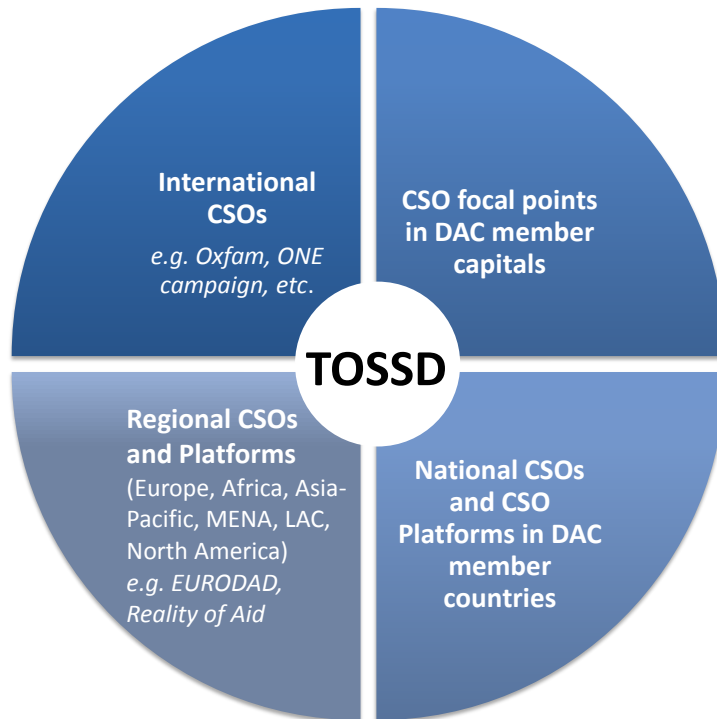 International
CSOs
e.g. Oxfam, ONE
campaign, etc.
CSO focal points
in DAC member
capitals
TOSSD
Regional CSOs
and Platforms
(Europe, Africa, Asia-
Pacific, MENA, LAC,
North America)
e.g. EURODAD,
Reality of Aid
National CSOs
and CSO
Platforms in DAC
member
countries